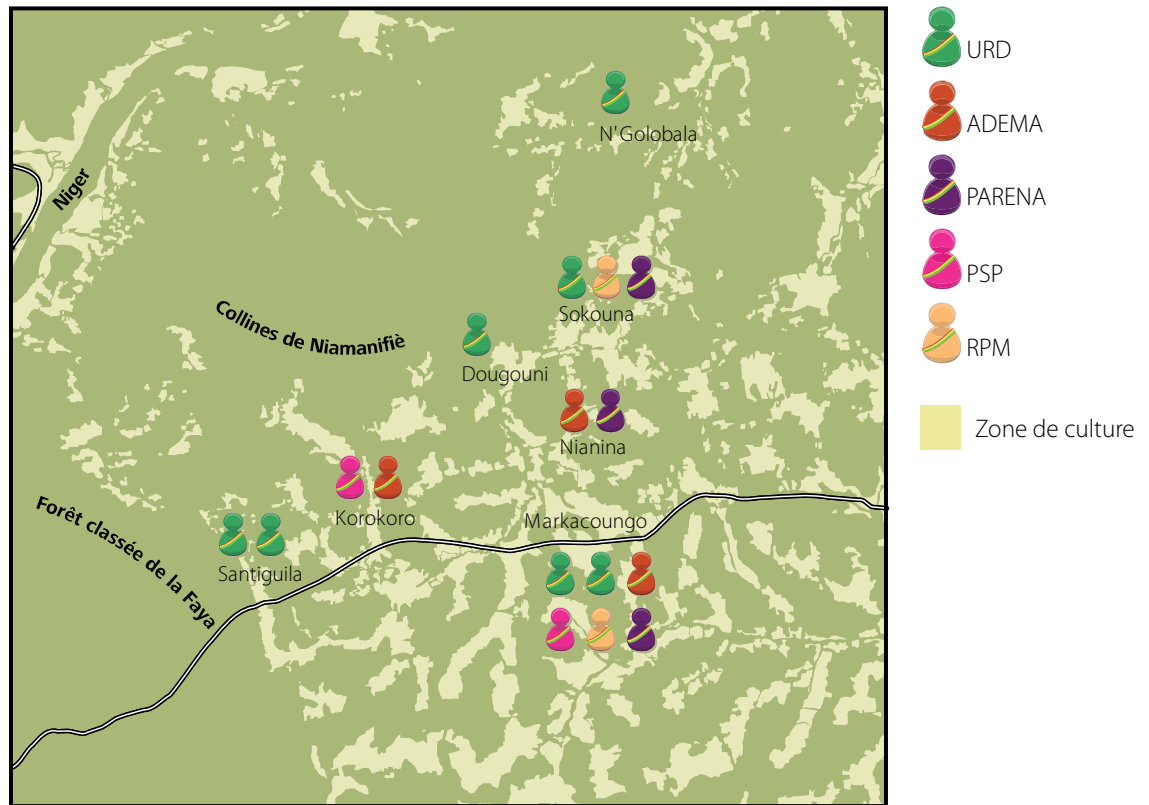 N'Golobala
Niger
Sokouna
Collines de Niamanifiè
Dougouni
Nianina
Korokoro
Markacoungo
Forêt classée de la Faya
Santiguila
URD
ADEMA
PARENA
PSP
RPM
Zone de culture